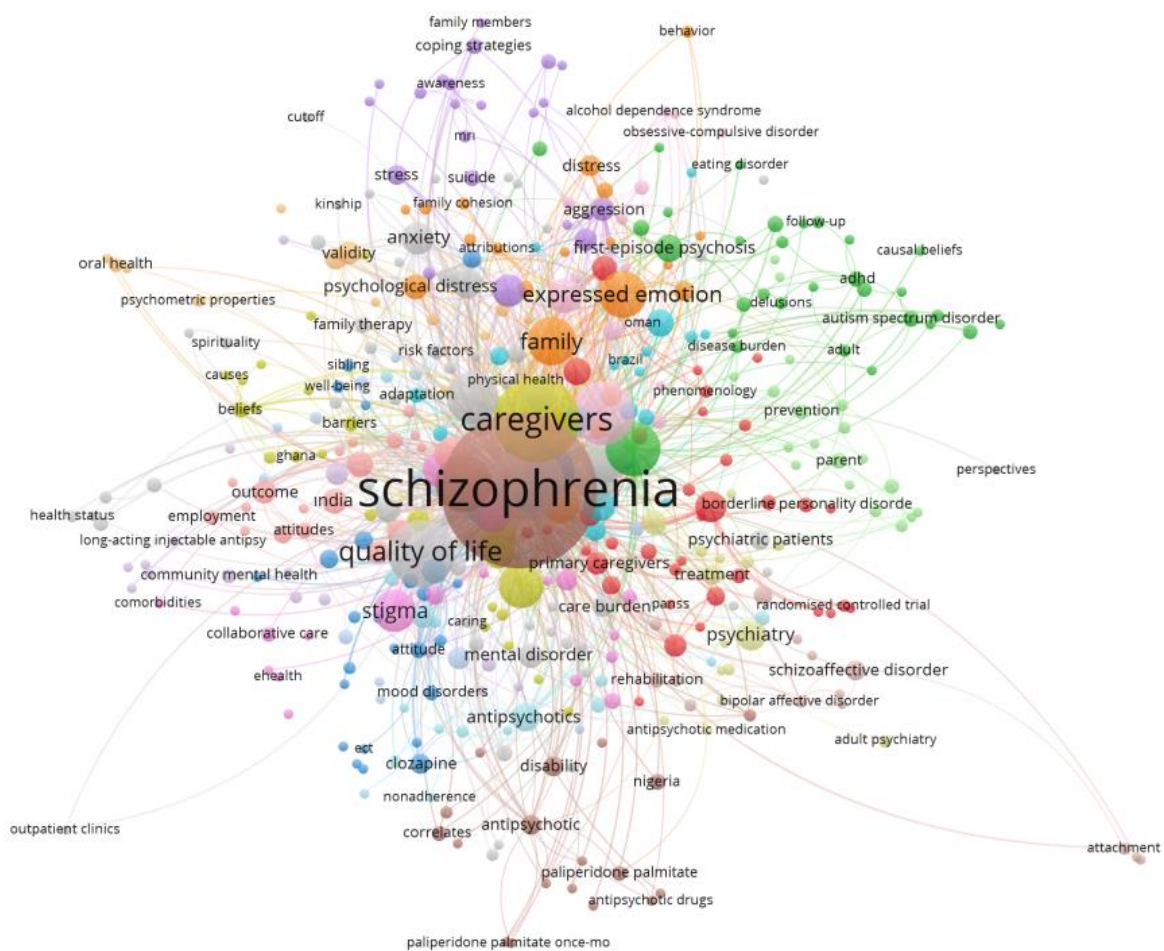 family members
behavior
coping strategies
awareness
alcohol dependence syndrome
cutoff
mri
obsessive-compulsive disorder
distress
eating disorder
stress
suicide
kinship
family cohesion
aggression
follow-up
anxiety
attributions
first-episode psychosis
causal beliefs
validity
oral health
adhd
psychological distress
expressed emotion
psychometric properties
delusions
autism spectrum disorder
family therapy
oman
spirituality
family
risk factors
disease burden
adult
sibling
brazil
causes
well-being
physical health
adaptation
phenomenology
beliefs
barriers
caregivers
prevention
ghana
parent
perspectives
schizophrenia
outcome
india
borderline personality disorde
health status
employment
attitudes
long-acting injectable antipsy
quality of life
psychiatric patients
primary caregivers
community mental health
treatment
comorbidities
stigma
care burden
panss
randomised controlled trial
caring
collaborative care
psychiatry
attitude
mental disorder
ehealth
schizoaffective disorder
rehabilitation
mood disorders
bipolar affective disorder
antipsychotics
antipsychotic medication
adult psychiatry
ect
clozapine
disability
nigeria
nonadherence
outpatient clinics
correlates
antipsychotic
attachment
paliperidone palmitate
antipsychotic drugs
paliperidone palmitate once-mo